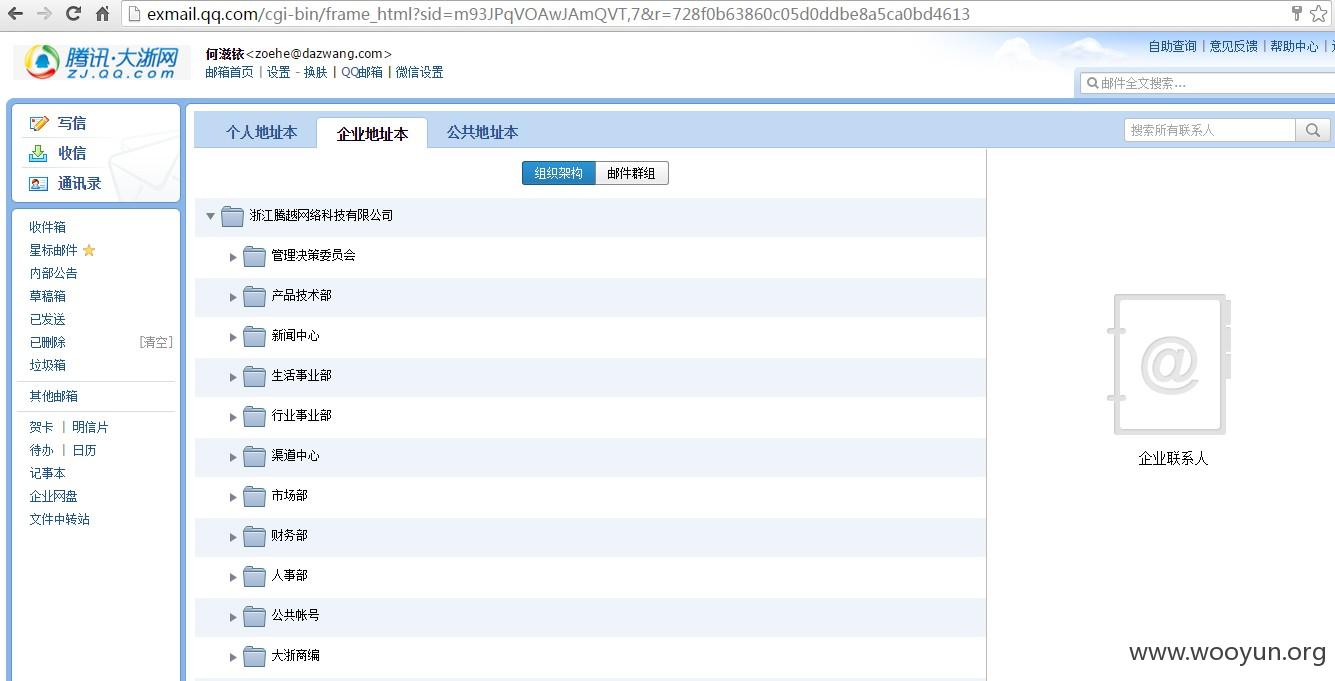 exmail.qq.com/cgi-bin/frame_html?sid=m93JPqVOAwJAmQVT,7&r=728f0b63860c05d0ddbe8a5ca0bd4613
腾讯·大浙网
ZJ.QQ.COM
何滋铱<zoehe@dazwang.com>
邮箱首页 | 设置 - 换肤 | QQ邮箱 | 微信设置
自助查询 | 意见反馈 | 帮助中心 |
邮件全文搜索...
写信
收信
通讯录
收件箱
星标邮件
内部公告
草稿箱
已发送
已删除 [清空]
垃圾箱
其他邮箱
贺卡 | 明信片
待办 | 日历
记事本
企业网盘
文件中转站
个人地址本 企业地址本 公共地址本
搜索所有联系人
组织架构 邮件群组
浙江腾越网络科技有限公司
管理决策委员会
产品技术部
新闻中心
生活事业部
行业事业部
渠道中心
市场部
财务部
人事部
公共帐号
大浙商编
@
企业联系人
www.wooyun.org